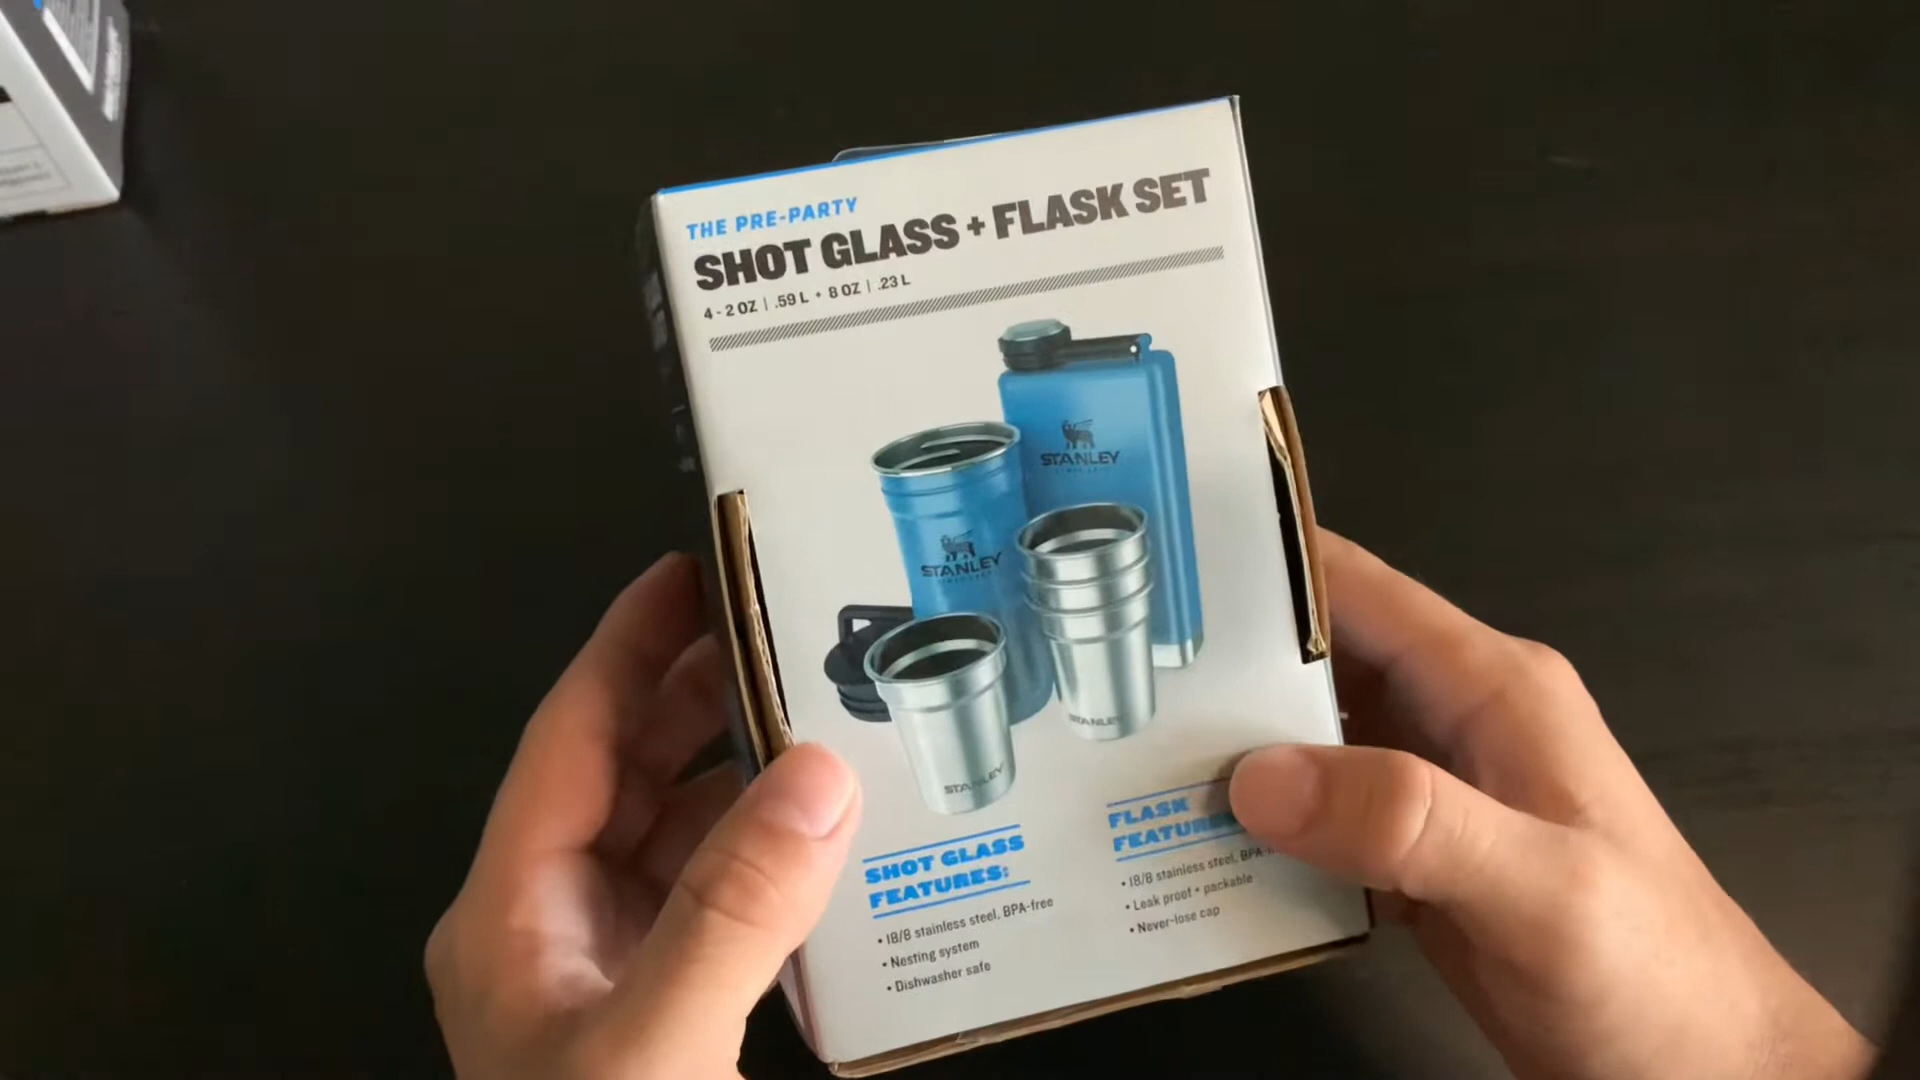 THE PRE-PARTY
SHOT GLASS + FLASK SET
4 - 2 OZ | .59 L + 8 OZ | .23 L
STANLEY
STANLEY
STANLEY
STANLEY
SHOT GLASS
FEATURES:
• 18/8 stainless steel, BPA-free
• Nesting system
• Dishwasher safe
FLASK
• 18/8 stainless steel,
• Leak proof + packable
• Never-lose cap